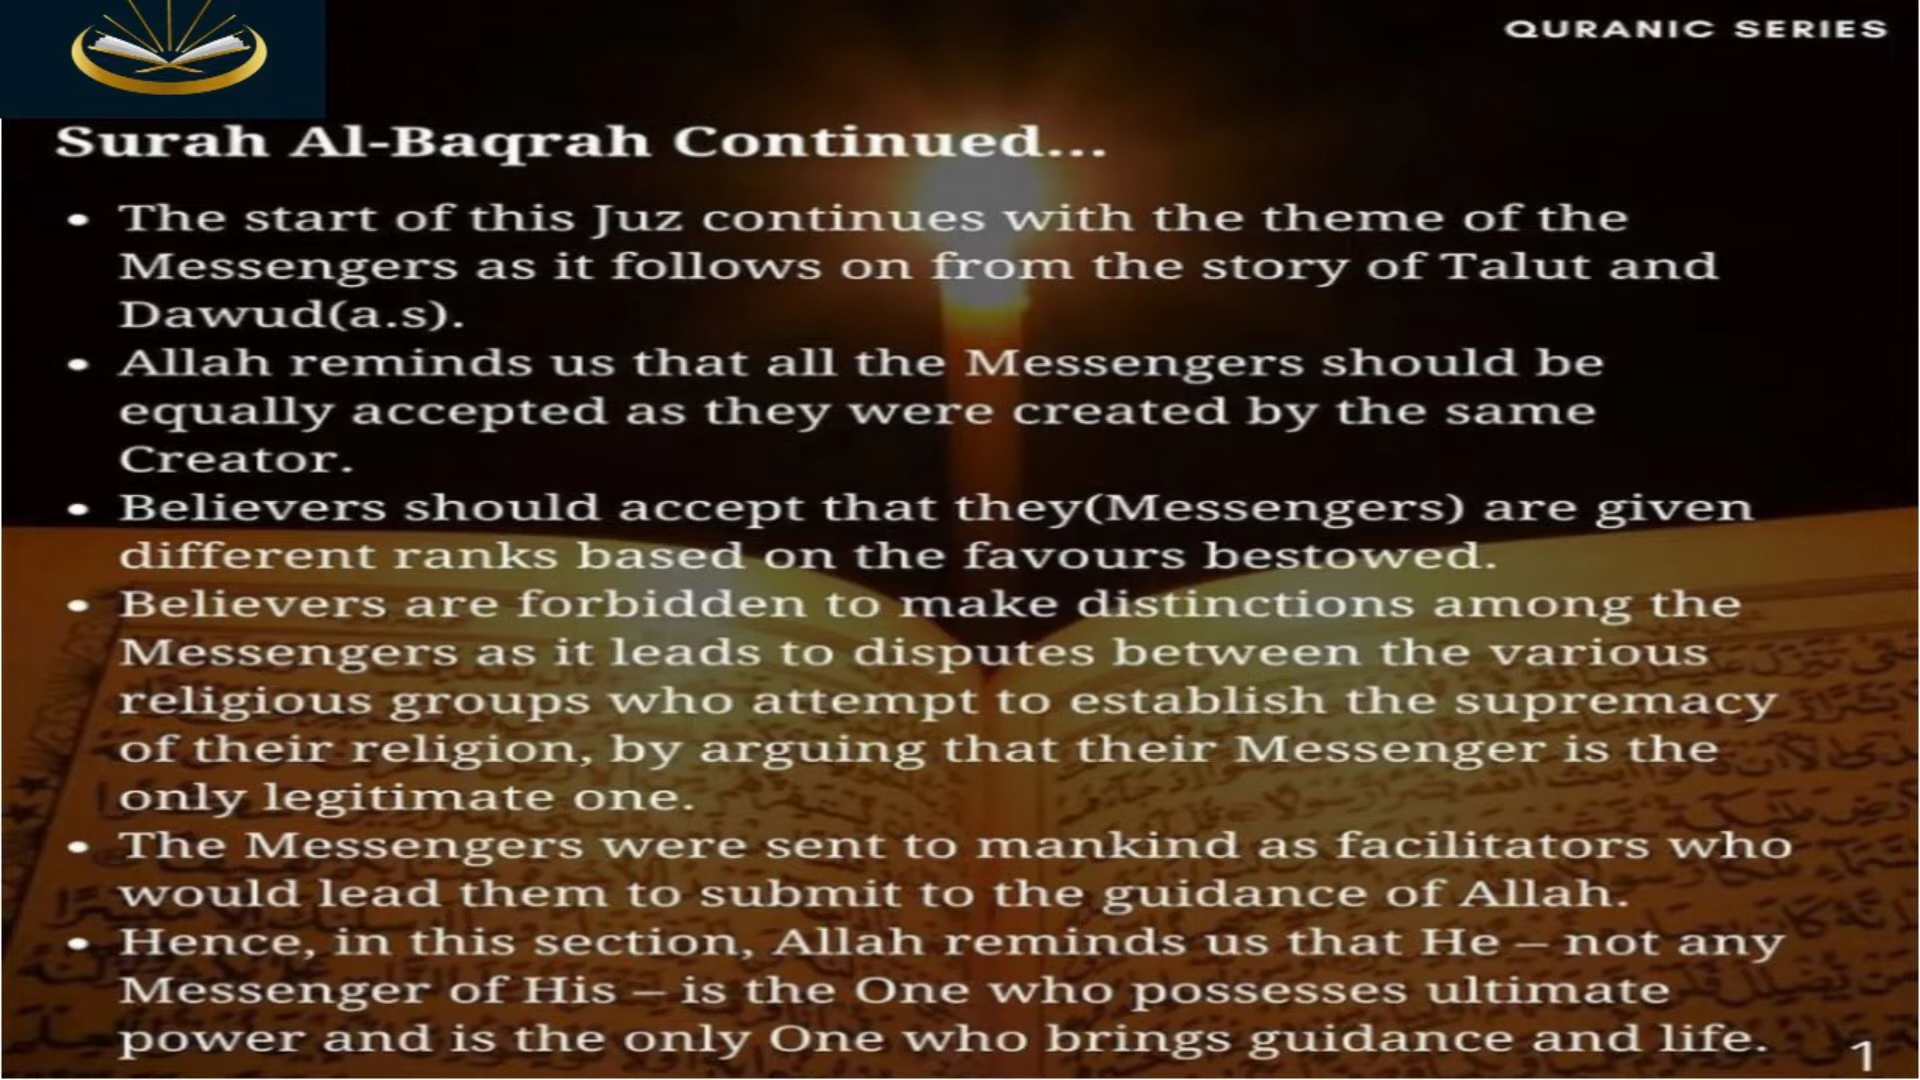 QURANIC SERIES
Surah Al-Baqrah Continued...
• The start of this Juz continues with the theme of the
Messengers as it follows on from the story of Talut and
Dawud(a.s).
• Allah reminds us that all the Messengers should be
equally accepted as they were created by the same
Creator.
• Believers should accept that they(Messengers) are given
different ranks based on the favours bestowed.
• Believers are forbidden to make distinctions among the
Messengers as it leads to disputes between the various
religious groups who attempt to establish the supremacy
of their religion, by arguing that their Messenger is the
only legitimate one.
• The Messengers were sent to mankind as facilitators who
would lead them to submit to the guidance of Allah.
• Hence, in this section, Allah reminds us that He – not any
Messenger of His – is the One who possesses ultimate
power and is the only One who brings guidance and life.
1